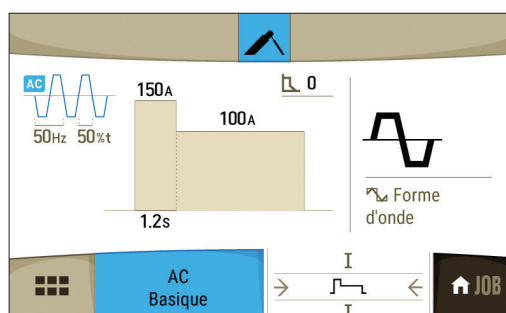 AC
150A
0
100A
50Hz 50%t
1.2s
Forme
d'onde
AC
Basique
I
I
JOB